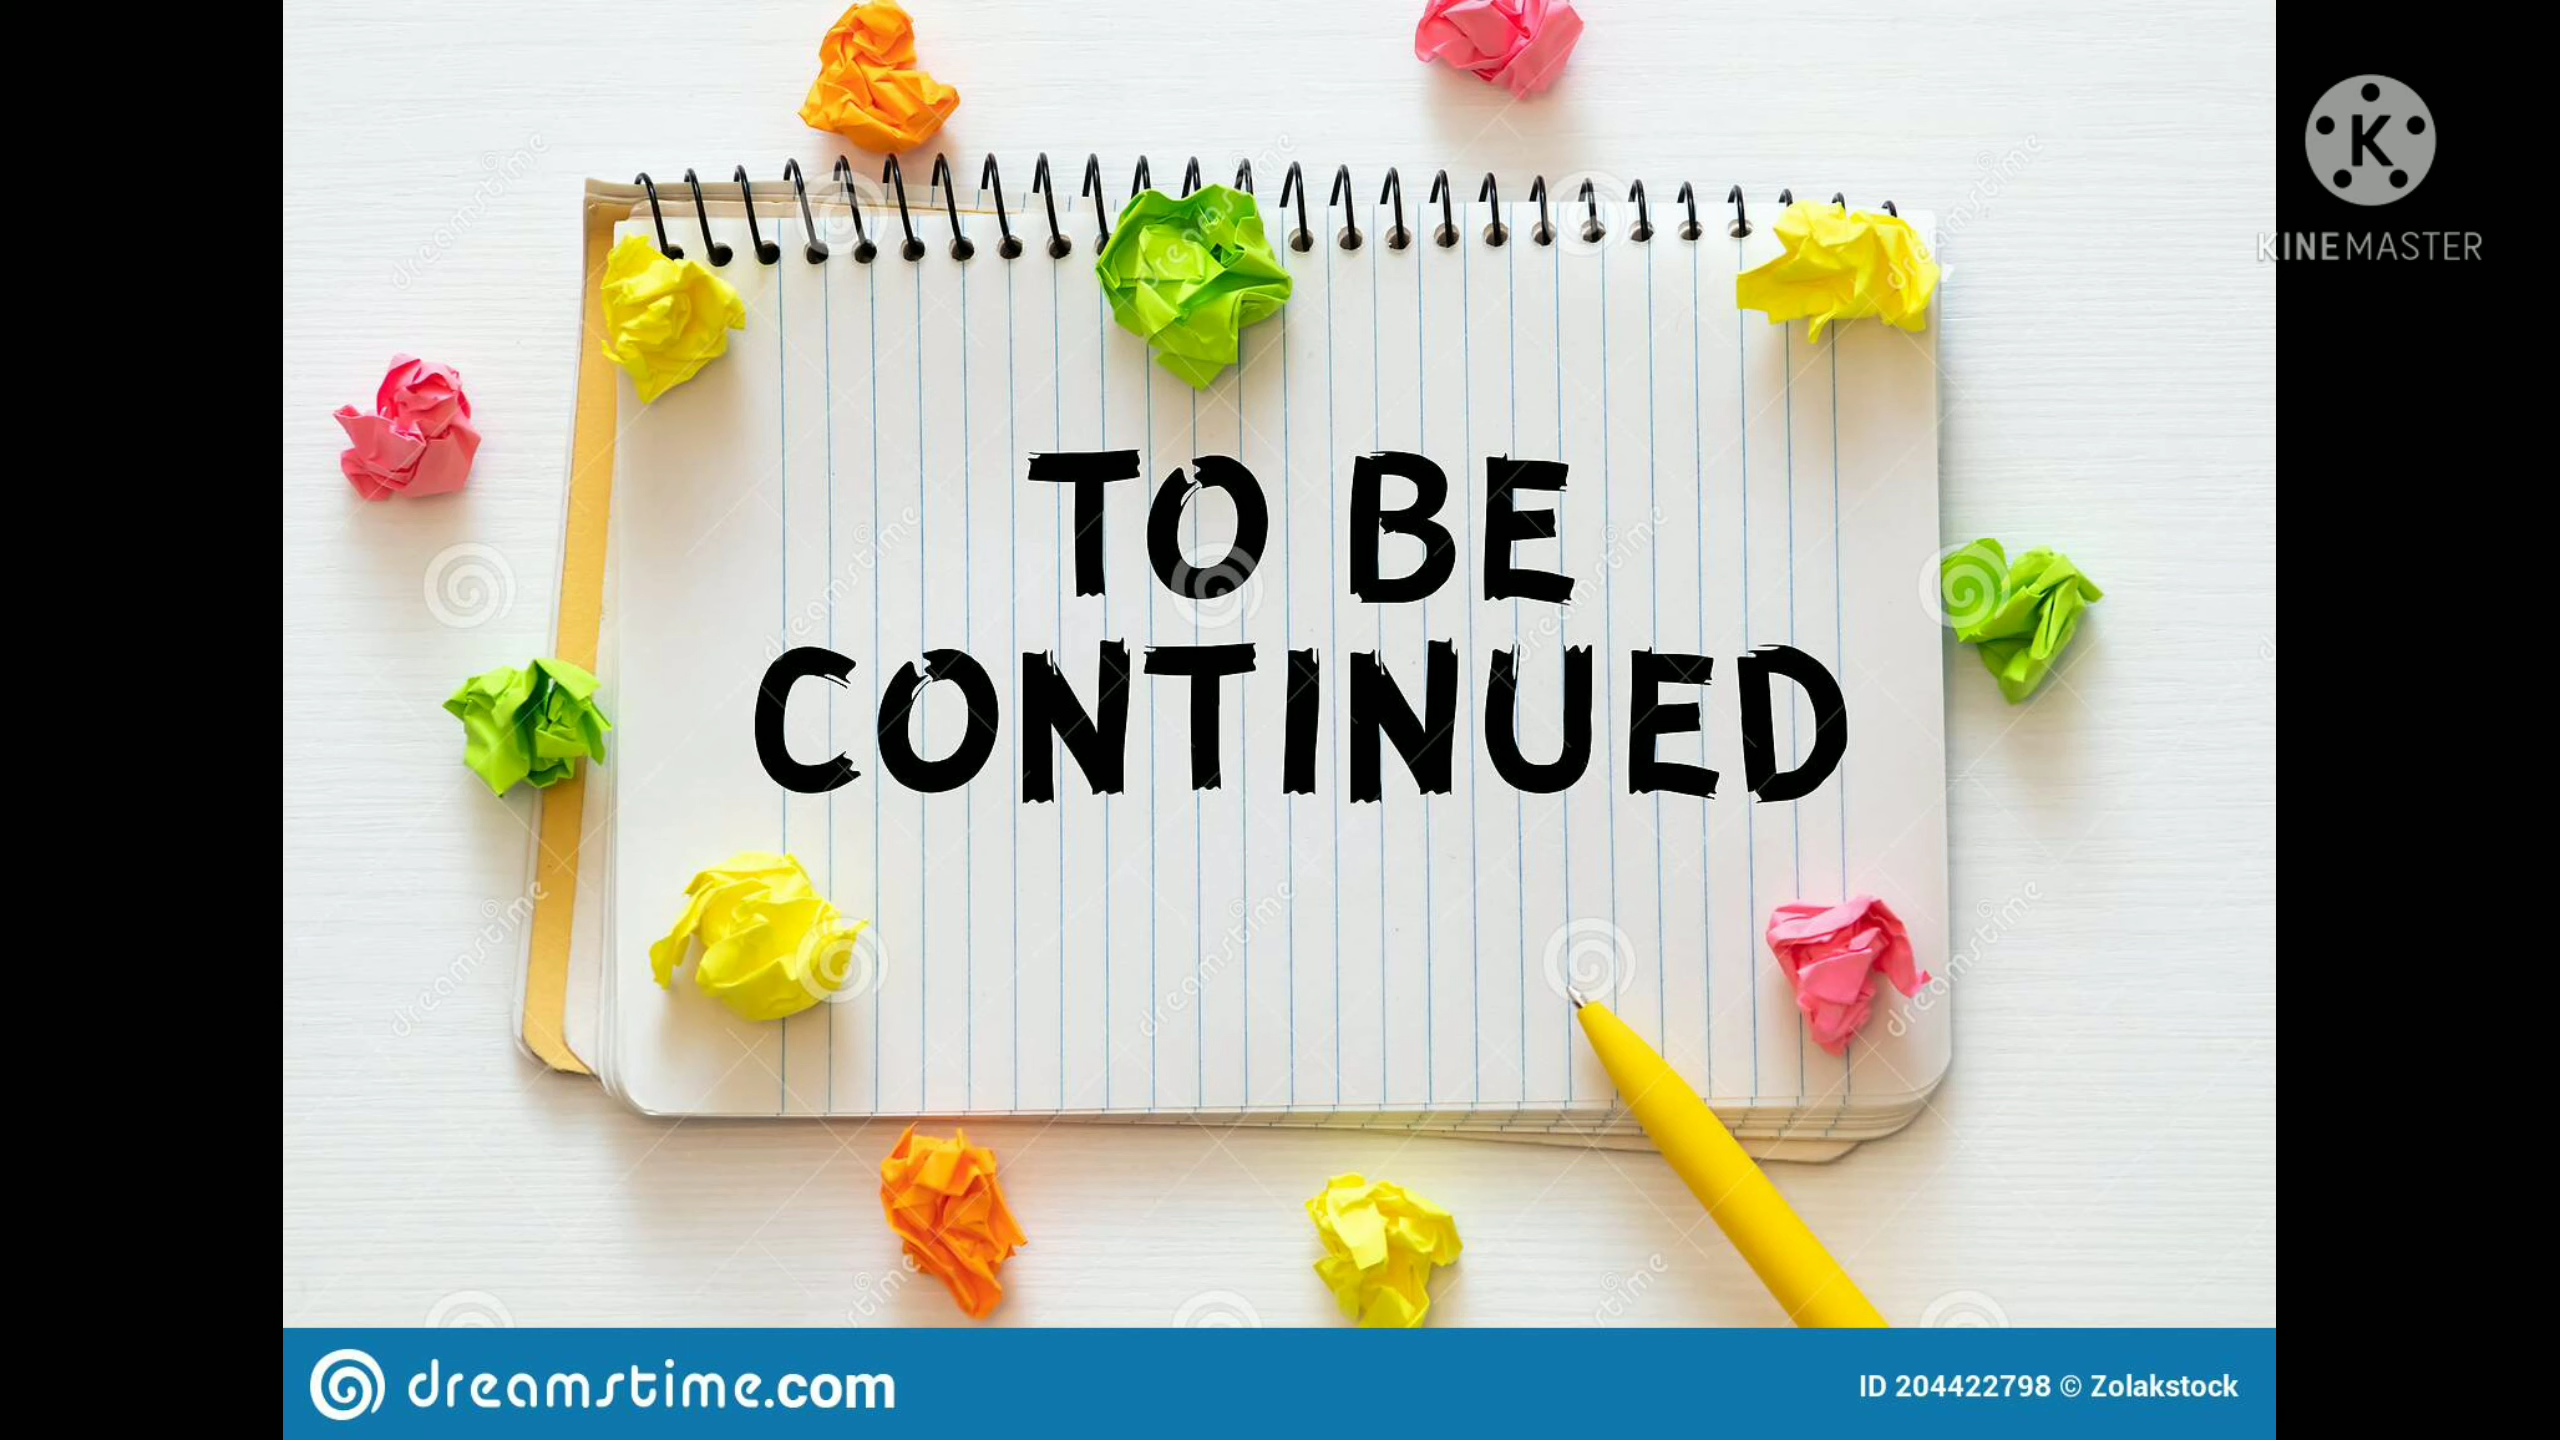 KINEMASTER
TO BE
CONTINUED
dreamstime.com
ID 204422798 © Zolakstock